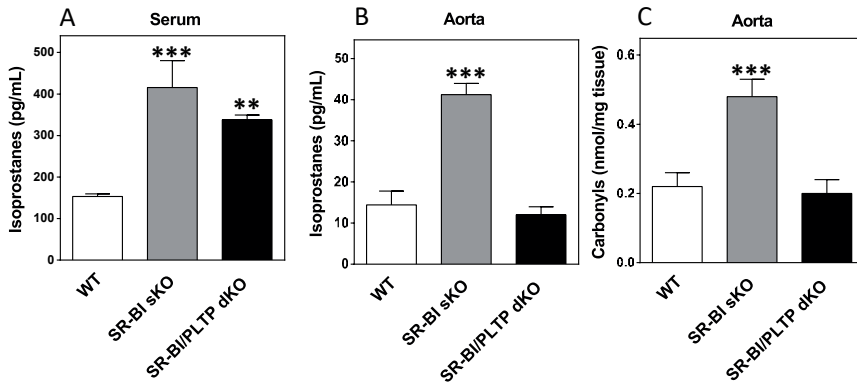 A
Serum
Isoprostanes (pg/mL)
500
400
300
200
100
0
***
**
WT
SR-BI sKO
SR-BI/PLTP dKO
B
Aorta
Isoprostanes (pg/mL)
50
40
30
20
10
0
***
WT
SR-BI sKO
SR-BI/PLTP dKO
C
Aorta
Carbonyls (nmol/mg tissue)
0.6
0.4
0.2
0.0
***
WT
SR-BI sKO
SR-BI/PLTP dKO